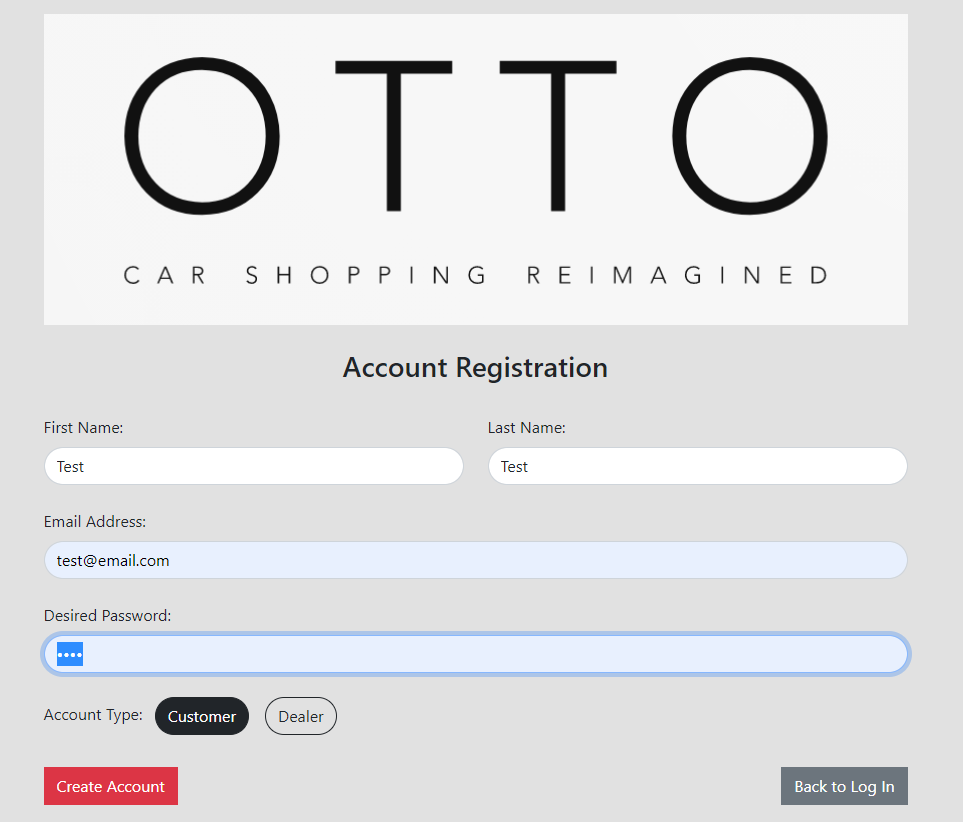 OTTO
CAR SHOPPING REIMAGINED
Account Registration
First Name: Last Name:
Test Test
Email Address:
test@email.com
Desired Password:
••••
Account Type: Customer Dealer
Create Account Back to Log In